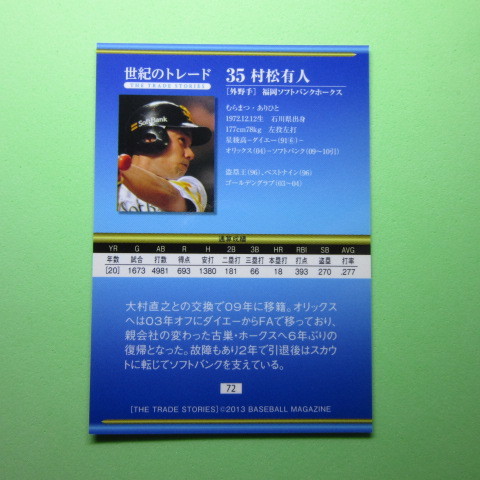 世紀のトレード
THE TRADE STORIES
35 村松有人
[外野手] 福岡ソフトバンクホークス
むらまつ・ありひと
1972.12.12生 石川県出身
177cm78kg 左投左打
星稜高−ダイエー(91⑥)−
オリックス(04)−ソフトバンク(09〜10引)
盗塁王(96)、ベストナイン(96)
ゴールデングラブ(03〜04)
SoftBank
通算成績
YR G AB R H 2B 3B HR RBI SB AVG
年数 試合 打数 得点 安打 二塁打 三塁打 本塁打 打点 盗塁 打率
[20] 1673 4981 693 1380 181 66 18 393 270 .277
大村直之との交換で09年に移籍。オリックス
へは03年オフにダイエーからFAで移っており、
親会社の変わった古巣・ホークスへ6年ぶりの
復帰となった。故障もあり2年で引退後はスカウ
トに転じてソフトバンクを支えている。
72
[THE TRADE STORIES]©2013 BASEBALL MAGAZINE